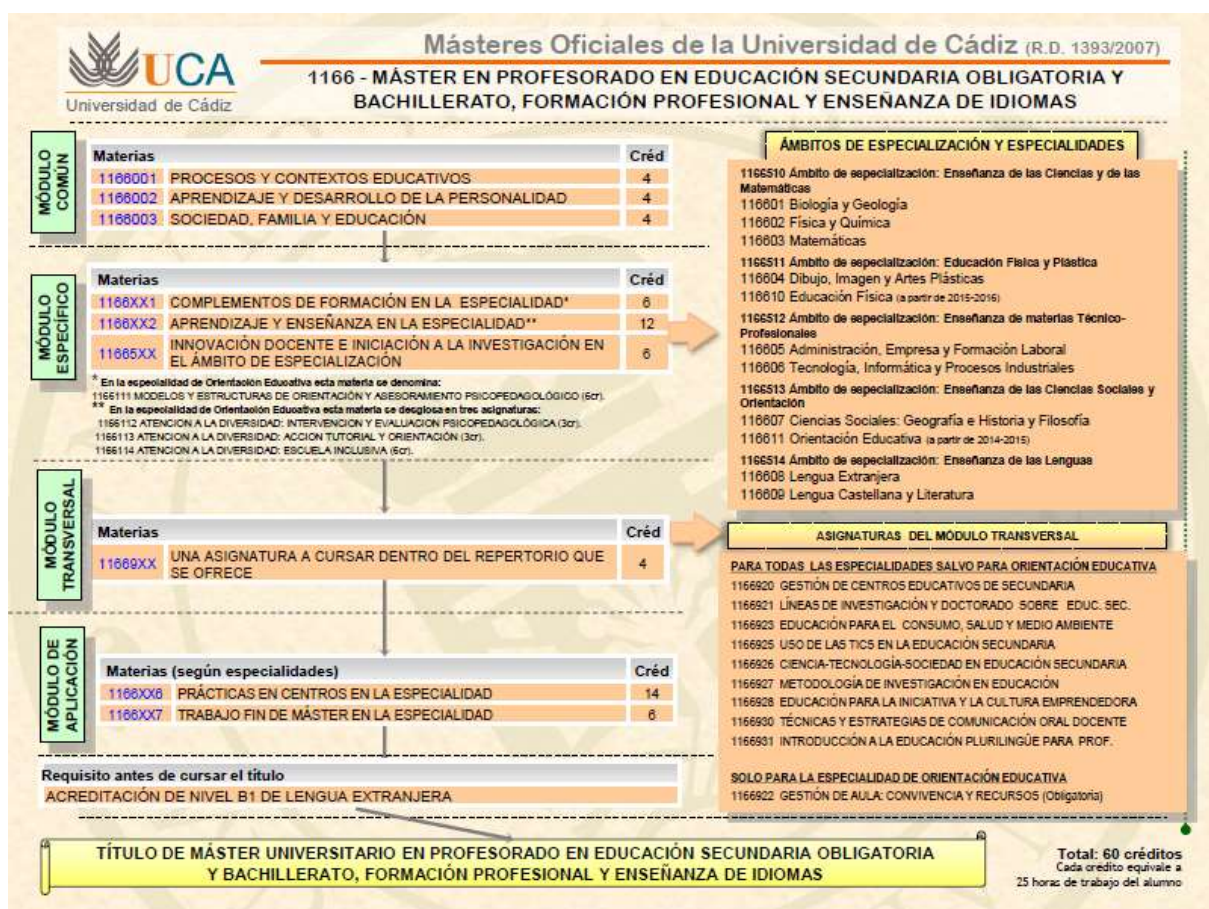 UCA
Universidad de Cádiz
Másteres Oficiales de la Universidad de Cádiz (R.D. 1393/2007)
1166 - MÁSTER EN PROFESORADO EN EDUCACIÓN SECUNDARIA OBLIGATORIA Y
BACHILLERATO, FORMACIÓN PROFESIONAL Y ENSEÑANZA DE IDIOMAS
MÓDULO
COMÚN
Materias Créd
1166001 PROCESOS Y CONTEXTOS EDUCATIVOS 4
1166002 APRENDIZAJE Y DESARROLLO DE LA PERSONALIDAD 4
1166003 SOCIEDAD, FAMILIA Y EDUCACIÓN 4
MÓDULO
ESPECÍFICO
Materias Créd
1166XX1 COMPLEMENTOS DE FORMACIÓN EN LA ESPECIALIDAD* 6
1166XX2 APRENDIZAJE Y ENSEÑANZA EN LA ESPECIALIDAD** 12
11665XX INNOVACIÓN DOCENTE E INICIACIÓN A LA INVESTIGACIÓN EN
EL ÁMBITO DE ESPECIALIZACIÓN 6
* En la especialidad de Orientación Educativa esta materia se denomina:
1166111 MODELOS Y ESTRUCTURAS DE ORIENTACIÓN Y ASESORAMIENTO PSICOPEDAGOLÓGICO (6cr).
** En la especialidad de Orientación Educativa esta materia se desglosa en tres asignaturas:
1166112 ATENCION A LA DIVERSIDAD: INTERVENCION Y EVALUACION PSICOPEDAGOLÓGICA (3cr).
1166113 ATENCION A LA DIVERSIDAD: ACCION TUTORIAL Y ORIENTACIÓN (3cr).
1166114 ATENCION A LA DIVERSIDAD: ESCUELA INCLUSIVA (6cr).
MÓDULO
TRANSVERSAL
Materias Créd
11669XX UNA ASIGNATURA A CURSAR DENTRO DEL REPERTORIO QUE
SE OFRECE 4
MÓDULO DE
APLICACIÓN
Materias (según especialidades) Créd
1166XX6 PRÁCTICAS EN CENTROS EN LA ESPECIALIDAD 14
1166XX7 TRABAJO FIN DE MÁSTER EN LA ESPECIALIDAD 6
Requisito antes de cursar el título
ACREDITACIÓN DE NIVEL B1 DE LENGUA EXTRANJERA
ÁMBITOS DE ESPECIALIZACIÓN Y ESPECIALIDADES
1166510 Ámbito de especialización: Enseñanza de las Ciencias y de las
Matemáticas
116601 Biología y Geología
116602 Física y Química
116603 Matemáticas
1166511 Ámbito de especialización: Educación Física y Plástica
116604 Dibujo, Imagen y Artes Plásticas
116610 Educación Física (a partir de 2015-2016)
1166512 Ámbito de especialización: Enseñanza de materias Técnico-
Profesionales
116605 Administración, Empresa y Formación Laboral
116606 Tecnología, Informática y Procesos Industriales
1166513 Ámbito de especialización: Enseñanza de las Ciencias Sociales y
Orientación
116607 Ciencias Sociales: Geografía e Historia y Filosofía
116611 Orientación Educativa (a partir de 2014-2015)
1166514 Ámbito de especialización: Enseñanza de las Lenguas
116608 Lengua Extranjera
116609 Lengua Castellana y Literatura
ASIGNATURAS DEL MÓDULO TRANSVERSAL
PARA TODAS LAS ESPECIALIDADES SALVO PARA ORIENTACIÓN EDUCATIVA
1166920 GESTIÓN DE CENTROS EDUCATIVOS DE SECUNDARIA
1166921 LÍNEAS DE INVESTIGACIÓN Y DOCTORADO SOBRE EDUC. SEC.
1166923 EDUCACIÓN PARA EL CONSUMO, SALUD Y MEDIO AMBIENTE
1166925 USO DE LAS TICS EN LA EDUCACIÓN SECUNDARIA
1166926 CIENCIA-TECNOLOGÍA-SOCIEDAD EN EDUCACIÓN SECUNDARIA
1166927 METODOLOGÍA DE INVESTIGACIÓN EN EDUCACIÓN
1166928 EDUCACIÓN PARA LA INICIATIVA Y LA CULTURA EMPRENDEDORA
1166930 TÉCNICAS Y ESTRATEGIAS DE COMUNICACIÓN ORAL DOCENTE
1166931 INTRODUCCIÓN A LA EDUCACIÓN PLURILINGÜE PARA PROF.
SOLO PARA LA ESPECIALIDAD DE ORIENTACIÓN EDUCATIVA
1166922 GESTIÓN DE AULA: CONVIVENCIA Y RECURSOS (Obligatoria)
TÍTULO DE MÁSTER UNIVERSITARIO EN PROFESORADO EN EDUCACIÓN SECUNDARIA OBLIGATORIA
Y BACHILLERATO, FORMACIÓN PROFESIONAL Y ENSEÑANZA DE IDIOMAS
Total: 60 créditos
Cada crédito equivale a
25 horas de trabajo del alumno